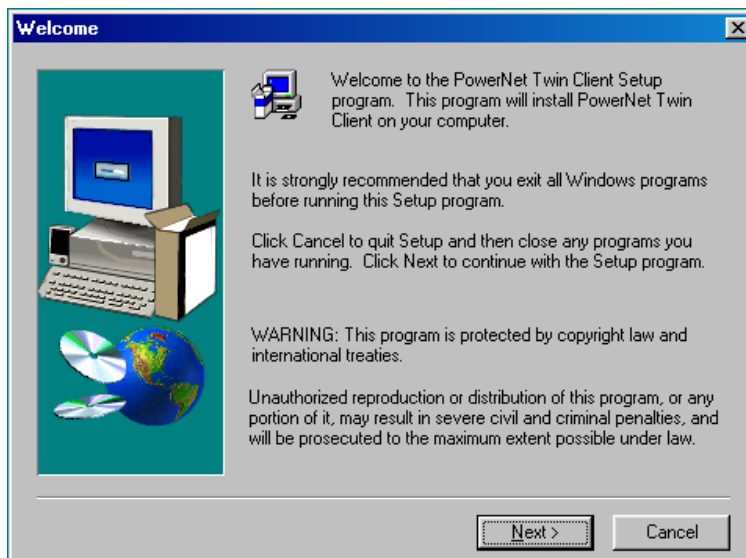 Welcome
Welcome to the PowerNet Twin Client Setup
program. This program will install PowerNet Twin
Client on your computer.
It is strongly recommended that you exit all Windows programs
before running this Setup program.
Click Cancel to quit Setup and then close any programs you
have running. Click Next to continue with the Setup program.
WARNING: This program is protected by copyright law and
international treaties.
Unauthorized reproduction or distribution of this program, or any
portion of it, may result in severe civil and criminal penalties, and
will be prosecuted to the maximum extent possible under law.
Next >
Cancel